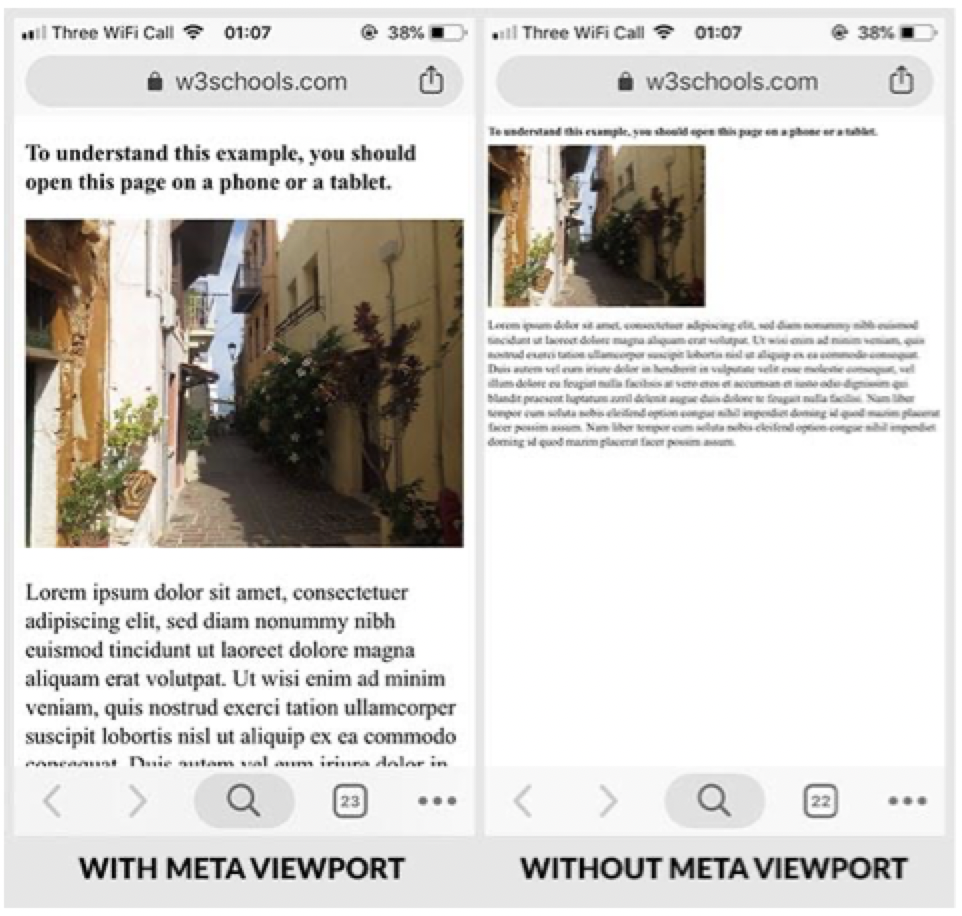 Three WiFi Call 01:07 38%
w3schools.com
To understand this example, you should
open this page on a phone or a tablet.
Lorem ipsum dolor sit amet, consectetuer
adipiscing elit, sed diam nonummy nibh
euismod tincidunt ut laoreet dolore magna
aliquam erat volutpat. Ut wisi enim ad minim
veniam, quis nostrud exerci tation ullamcorper
suscipit lobortis nisl ut aliquip ex ea commodo
consequat. Duis autem vel eum iriure dolor in
23
WITH META VIEWPORT
Three WiFi Call 01:07 38%
w3schools.com
To understand this example, you should open this page on a phone or a tablet.
Lorem ipsum dolor sit amet, consectetuer adipiscing elit, sed diam nonummy nibh euismod
tincidunt ut laoreet dolore magna aliquam erat volutpat. Ut wisi enim ad minim veniam, quis
nostrud exerci tation ullamcorper suscipit lobortis nisl ut aliquip ex ea commodo consequat.
Duis autem vel eum iriure dolor in hendrerit in vulputate velit esse molestie consequat, vel
illum dolore eu feugiat nulla facilisis at vero eros et accumsan et iusto odio dignissim qui
blandit praesent luptatum zzril delenit augue duis dolore te feugait nulla facilisi. Nam liber
tempor cum soluta nobis eleifend option congue nihil imperdiet doming id quod mazim placerat
facer possim assum. Nam liber tempor cum soluta nobis eleifend option congue nihil imperdiet
doming id quod mazim placerat facer possim assum.
22
WITHOUT META VIEWPORT